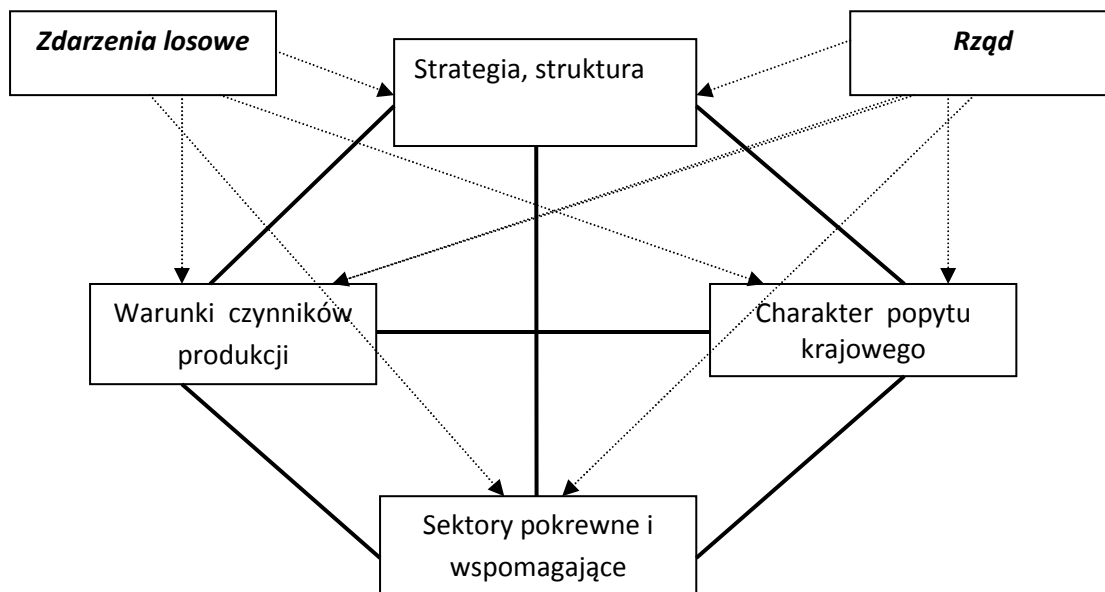 Zdarzenia losowe
Rząd
Strategia, struktura
Warunki czynników
produkcji
Charakter popytu
krajowego
Sektory pokrewne i
wspomagające